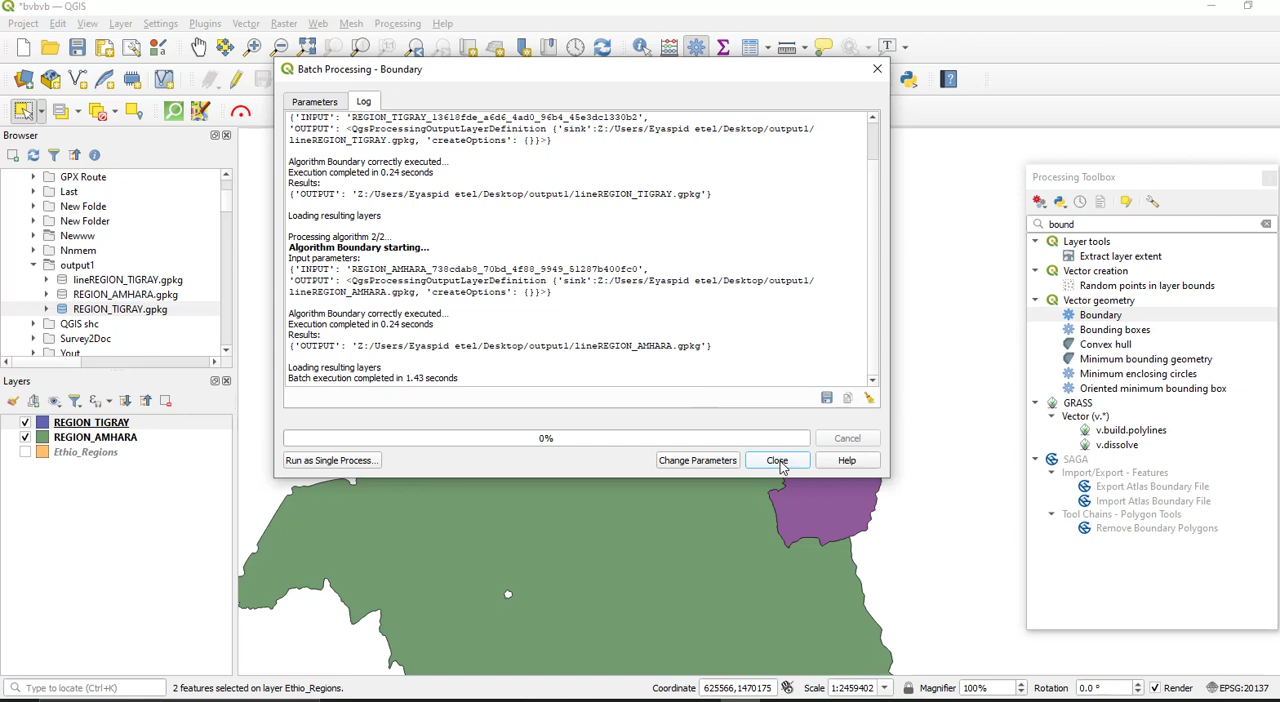 *bvbvb — QGIS
Project Edit View Layer Settings Plugins Vector Raster Database Web Mesh Processing Help
Batch Processing - Boundary
Parameters Log
{'INPUT': 'REGION_TIGRAY_13618fde_a6d6_4ad0_96b4_45e3dc1330b2',
'OUTPUT': <QgsProcessingOutputLayerDefinition {'sink':Z:/Users/Eyaspid etel/Desktop/output1/
lineREGION_TIGRAY.gpkg, 'createOptions': {}}>}
Algorithm Boundary correctly executed...
Execution completed in 0.24 seconds
Results:
{'OUTPUT': 'Z:/Users/Eyaspid etel/Desktop/output1/lineREGION_TIGRAY.gpkg'}
Loading resulting layers
Processing algorithm 2/2...
Algorithm Boundary starting...
Input parameters:
{'INPUT': 'REGION_AMHARA_738cdab8_70bd_4f88_9949_51287b400fc0',
'OUTPUT': <QgsProcessingOutputLayerDefinition {'sink':Z:/Users/Eyaspid etel/Desktop/output1/
lineREGION_AMHARA.gpkg, 'createOptions': {}}>}
Algorithm Boundary correctly executed...
Execution completed in 0.24 seconds
Results:
{'OUTPUT': 'Z:/Users/Eyaspid etel/Desktop/output1/lineREGION_AMHARA.gpkg'}
Loading resulting layers
Batch execution completed in 1.43 seconds
0%
Cancel
Run as Single Process... Change Parameters Close Help
Browser
GPX Route
Last
New Folde
New Folder
Newww
Nnmem
output1
lineREGION_TIGRAY.gpkg
REGION_AMHARA.gpkg
REGION_TIGRAY.gpkg
QGIS shc
Survey2Doc
Yout
Layers
REGION_TIGRAY
REGION_AMHARA
Ethio_Regions
Processing Toolbox
bound
Layer tools
Extract layer extent
Vector creation
Random points in layer bounds
Vector geometry
Boundary
Bounding boxes
Convex hull
Minimum bounding geometry
Minimum enclosing circles
Oriented minimum bounding box
GRASS
Vector (v.*)
v.build.polylines
v.dissolve
SAGA
Import/Export - Features
Export Atlas Boundary File
Import Atlas Boundary File
Tool Chains - Polygon Tools
Remove Boundary Polygons
Type to locate (Ctrl+K) 2 features selected on layer Ethio_Regions. Coordinate 625566,1470175 Scale 1:2459402 Magnifier 100% Rotation 0.0 ° Render EPSG:20137